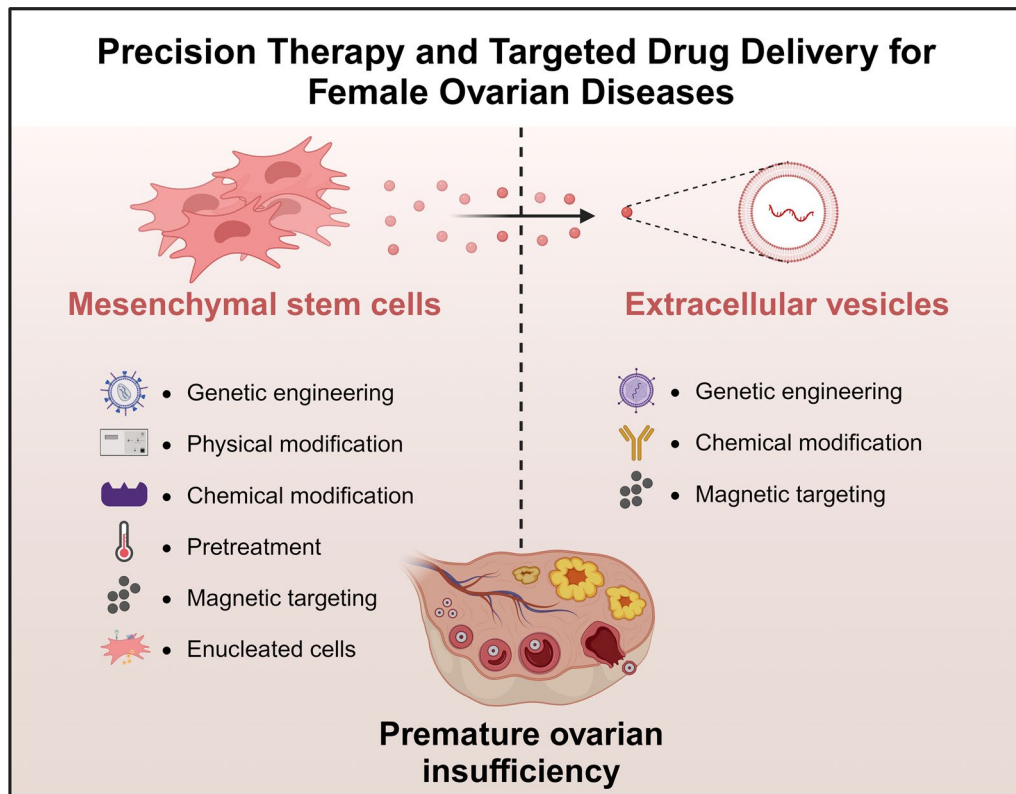 Precision Therapy and Targeted Drug Delivery for
Female Ovarian Diseases
Mesenchymal stem cells
• Genetic engineering
• Physical modification
• Chemical modification
• Pretreatment
• Magnetic targeting
• Enucleated cells
Extracellular vesicles
• Genetic engineering
• Chemical modification
• Magnetic targeting
Premature ovarian
insufficiency